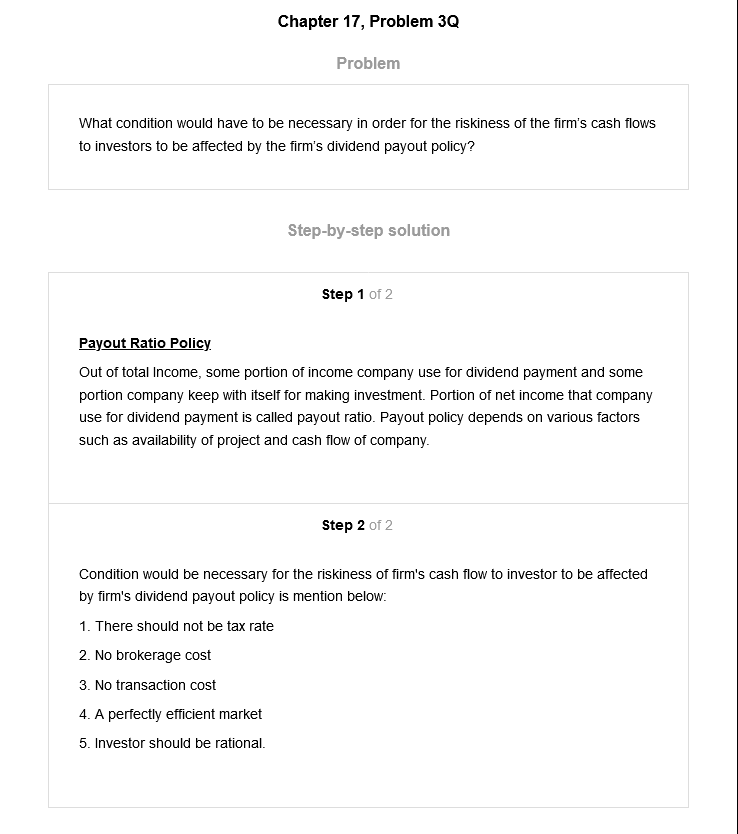 Chapter 17, Problem 3Q
Problem
What condition would have to be necessary in order for the riskiness of the firm’s cash flows
to investors to be affected by the firm’s dividend payout policy?
Step-by-step solution
Step 1 of 2
Payout Ratio Policy
Out of total Income, some portion of income company use for dividend payment and some
portion company keep with itself for making investment. Portion of net income that company
use for dividend payment is called payout ratio. Payout policy depends on various factors
such as availability of project and cash flow of company.
Step 2 of 2
Condition would be necessary for the riskiness of firm's cash flow to investor to be affected
by firm's dividend payout policy is mention below:
1. There should not be tax rate
2. No brokerage cost
3. No transaction cost
4. A perfectly efficient market
5. Investor should be rational.